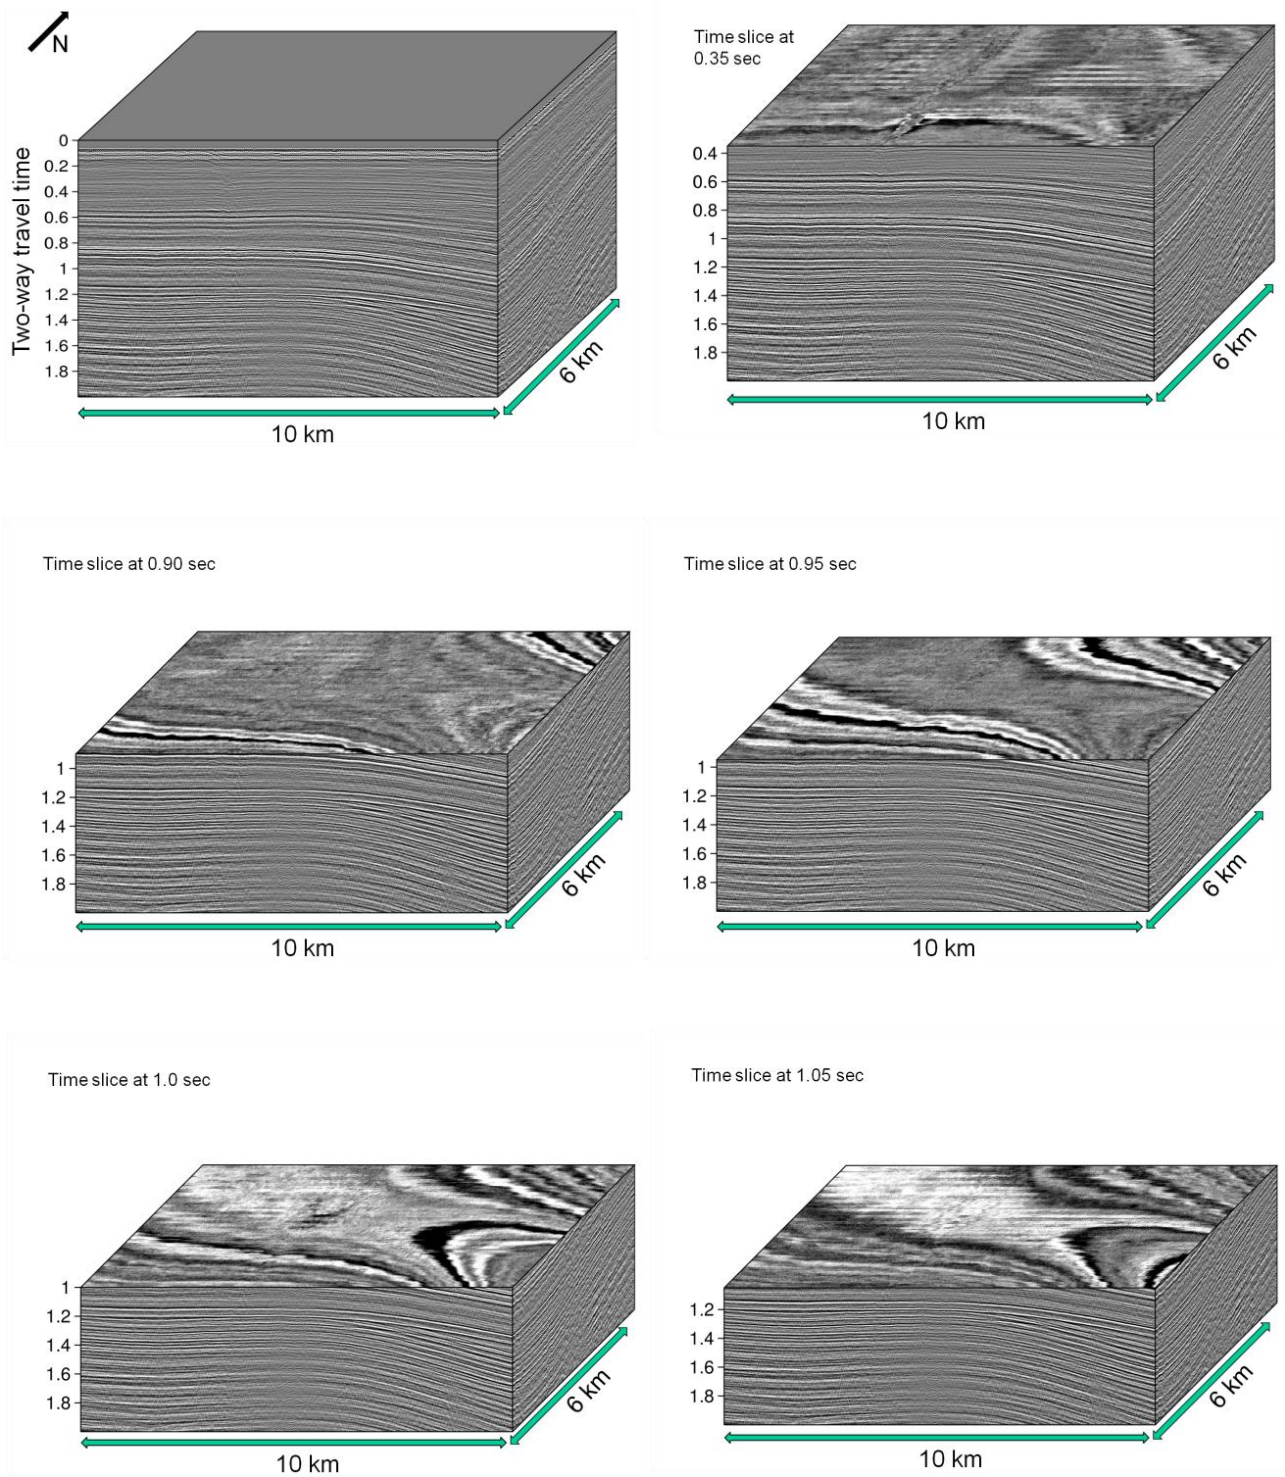 N
Two-way travel time
0
0.2
0.4
0.6
0.8
1
1.2
1.4
1.6
1.8
6 km
10 km
Time slice at
0.35 sec
0.4
0.6
0.8
1
1.2
1.4
1.6
1.8
6 km
10 km
Time slice at 0.90 sec
1
1.2
1.4
1.6
1.8
6 km
10 km
Time slice at 0.95 sec
1
1.2
1.4
1.6
1.8
6 km
10 km
Time slice at 1.0 sec
1
1.2
1.4
1.6
1.8
6 km
10 km
Time slice at 1.05 sec
1.2
1.4
1.6
1.8
6 km
10 km